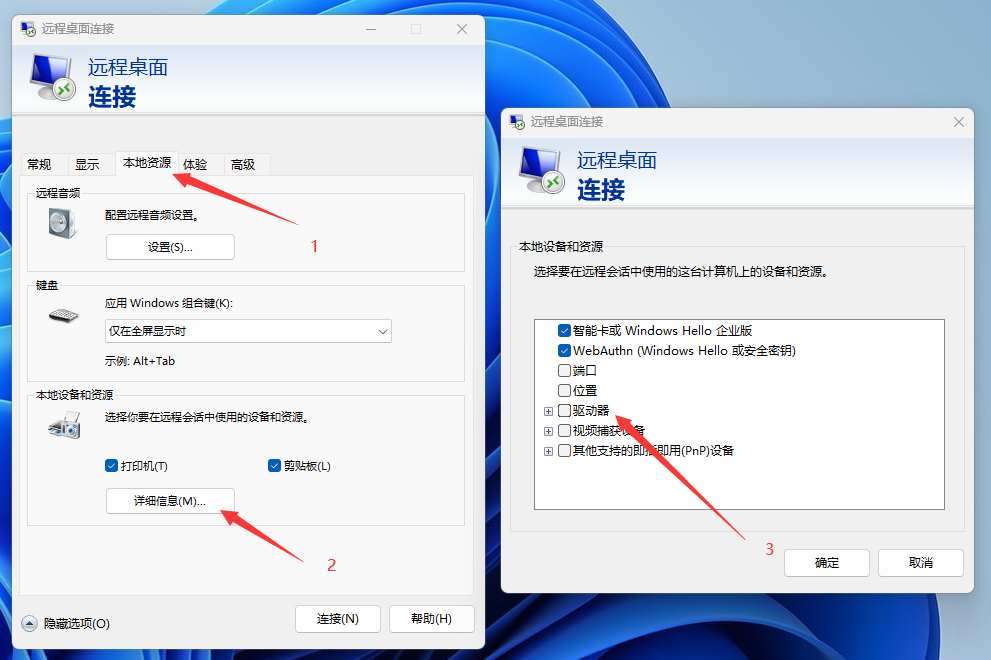 远程桌面连接
远程桌面
连接
常规 显示 本地资源 体验 高级
远程音频
配置远程音频设置。
设置(S)...
1
键盘
应用 Windows 组合键(K):
仅在全屏显示时
示例: Alt+Tab
本地设备和资源
选择你要在远程会话中使用的设备和资源。
打印机(T) 剪贴板(L)
详细信息(M)...
2
隐藏选项(O) 连接(N) 帮助(H)
远程桌面连接
远程桌面
连接
本地设备和资源
选择要在远程会话中使用的这台计算机上的设备和资源。
智能卡或 Windows Hello 企业版
WebAuthn (Windows Hello 或安全密钥)
端口
位置
驱动器
视频捕获设备
其他支持的即插即用(PnP)设备
3
确定 取消